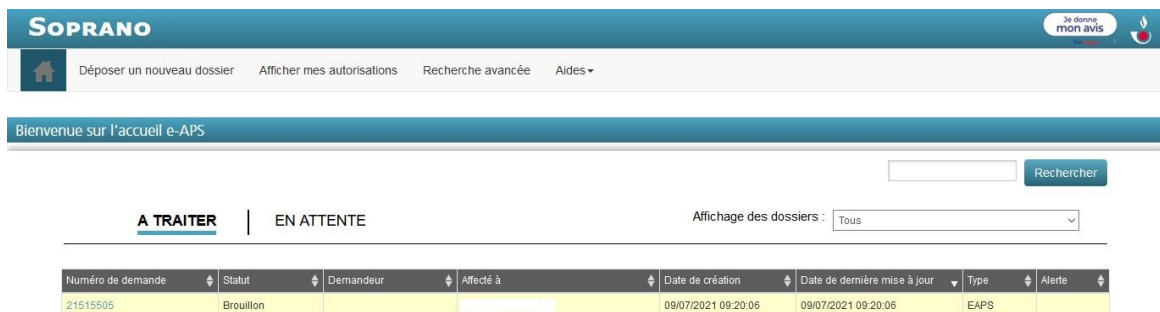 SOPRANO
Je donne
mon avis
Déposer un nouveau dossier Afficher mes autorisations Recherche avancée Aides
Bienvenue sur l'accueil e-APS
Rechercher
A TRAITER EN ATTENTE Affichage des dossiers : Tous
Numéro de demande Statut Demandeur Affecté à Date de création Date de dernière mise à jour Type Alerte
21515505 Brouillon 09/07/2021 09:20:06 09/07/2021 09:20:06 EAPS